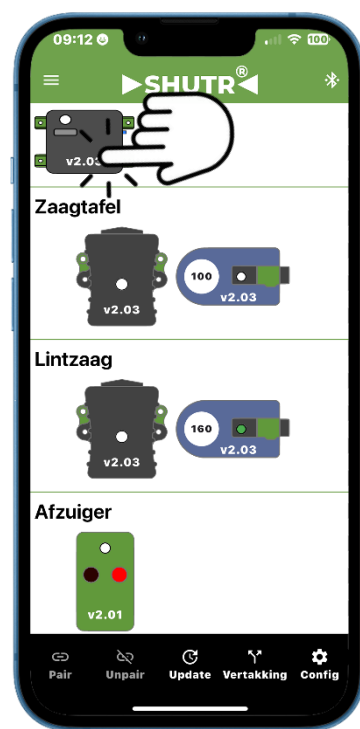 09:12
100
▶SHUTR®◀
v2.03
Zaagtafel
100
v2.03
v2.03
Lintzaag
160
v2.03
v2.03
Afzuiger
v2.01
Pair Unpair Update Vertakking Config